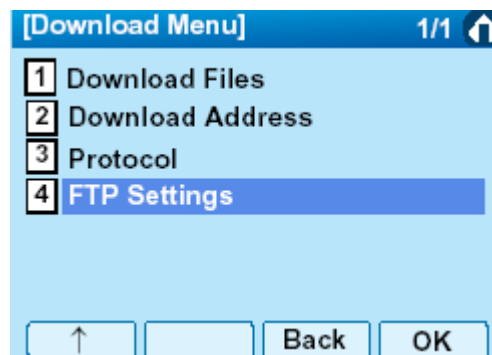 [Download Menu] 1/1
1 Download Files
2 Download Address
3 Protocol
4 FTP Settings
↑ Back OK